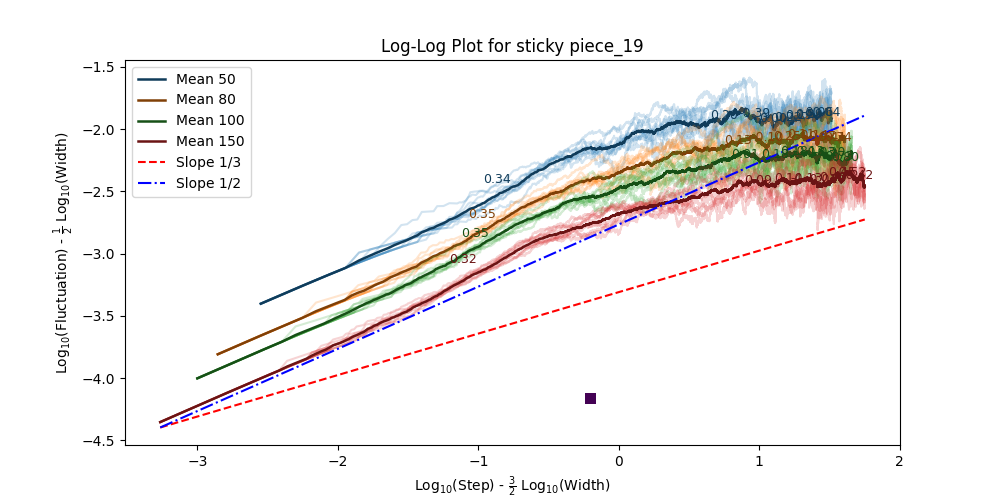 Log-Log Plot for sticky piece_19
−1.5
−2.0
−2.5
−3.0
−3.5
−4.0
−4.5
Log10(Fluctuation) - 1/2 Log10(Width)
Mean 50
Mean 80
Mean 100
Mean 150
Slope 1/3
Slope 1/2
0.34
0.35
0.35
0.32
−3
−2
−1
0
1
2
Log10(Step) - 3/2 Log10(Width)